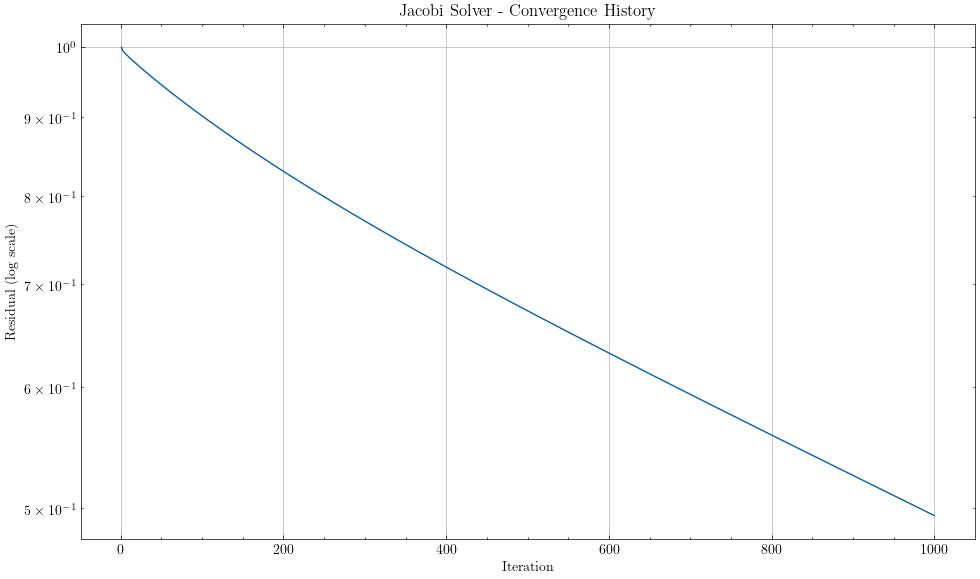 Jacobi Solver - Convergence History
Residual (log scale)
10⁰
9 × 10⁻¹
8 × 10⁻¹
7 × 10⁻¹
6 × 10⁻¹
5 × 10⁻¹
0 200 400 600 800 1000
Iteration